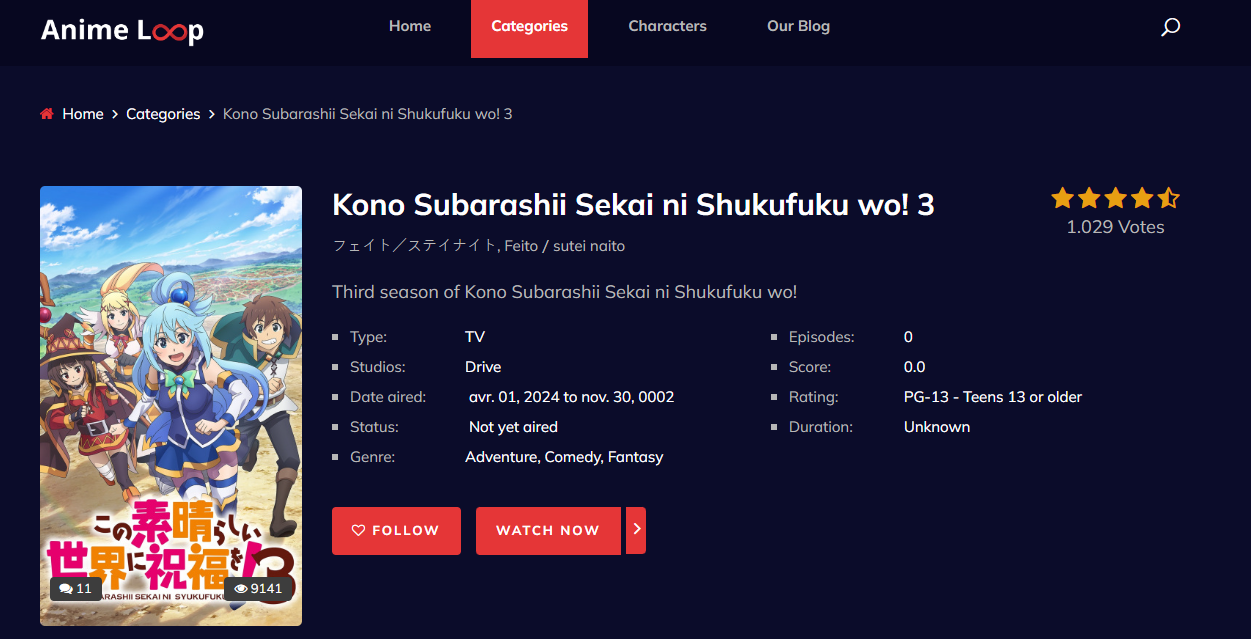 Anime Loop
Home Categories Characters Our Blog
Home Categories Kono Subarashii Sekai ni Shukufuku wo! 3
Kono Subarashii Sekai ni Shukufuku wo! 3
1.029 Votes
フェイト／ステイナイト, Feito / sutei naito
Third season of Kono Subarashii Sekai ni Shukufuku wo!
Type: TV
Episodes: 0
Studios: Drive
Score: 0.0
Date aired: avr. 01, 2024 to nov. 30, 0002
Rating: PG-13 - Teens 13 or older
Status: Not yet aired
Duration: Unknown
Genre: Adventure, Comedy, Fantasy
FOLLOW WATCH NOW
この素晴らしい
世界に祝福を!3
ARASHII SEKAI NI SYUKUFUKU
11 9141